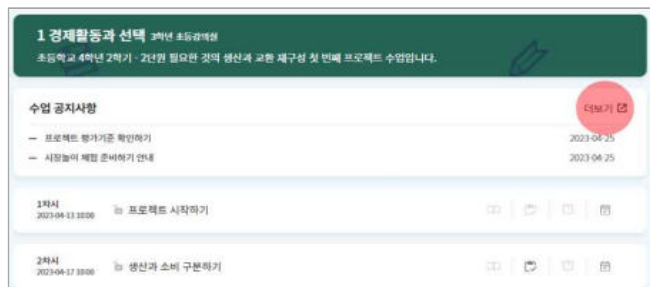 1 경제활동과 선택 3학년 초등강의실
초등학교 4학년 2학기 - 2단원 필요한 것의 생산과 교환 재구성 첫 번째 프로젝트 수업입니다.
수업 공지사항 더보기
— 프로젝트 평가기준 확인하기 2023-04-25
— 시장놀이 체험 준비하기 안내 2023-04-25
1차시 프로젝트 시작하기
2023-04-13 10:00
2차시 생산과 소비 구분하기
2023-04-17 10:00